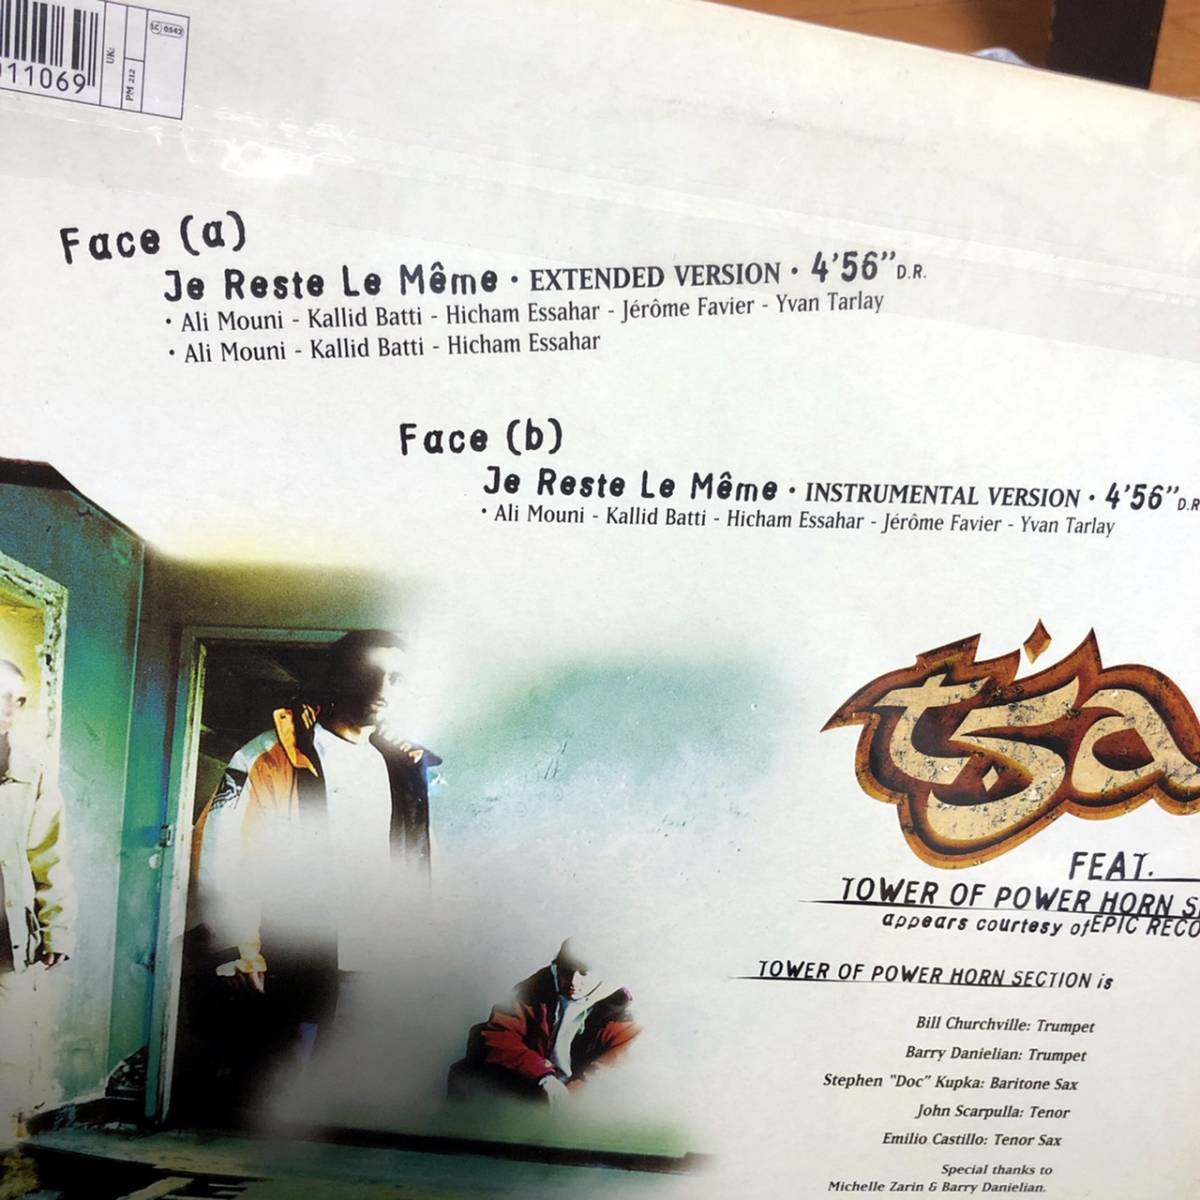 LC 0542
UK:
PM 212
011069
Face (a)
Je Reste Le Même · EXTENDED VERSION · 4'56" D.R.
· Ali Mouni - Kallid Batti - Hicham Essahar - Jérôme Favier - Yvan Tarlay
· Ali Mouni - Kallid Batti - Hicham Essahar
Face (b)
Je Reste Le Même · INSTRUMENTAL VERSION · 4'56" D.R
· Ali Mouni - Kallid Batti - Hicham Essahar - Jérôme Favier - Yvan Tarlay
tsa
FEAT.
TOWER OF POWER HORN S
appears courtesy of EPIC RECO
TOWER OF POWER HORN SECTION is
Bill Churchville: Trumpet
Barry Danielian: Trumpet
Stephen "Doc" Kupka: Baritone Sax
John Scarpulla: Tenor
Emilio Castillo: Tenor Sax
Special thanks to
Michelle Zarin & Barry Danielian.